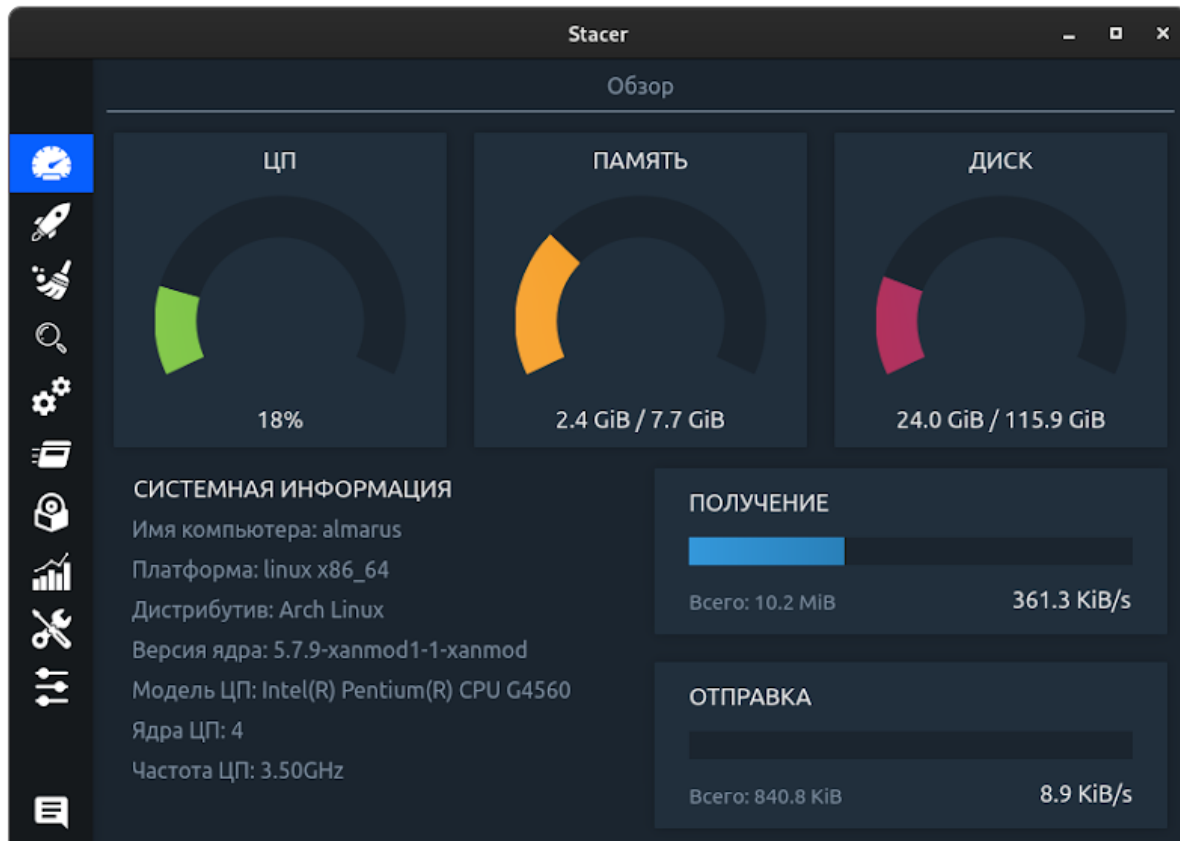 Stacer
Обзор
ЦП
18%
ПАМЯТЬ
2.4 GiB / 7.7 GiB
ДИСК
24.0 GiB / 115.9 GiB
СИСТЕМНАЯ ИНФОРМАЦИЯ
Имя компьютера: almarus
Платформа: linux x86_64
Дистрибутив: Arch Linux
Версия ядра: 5.7.9-xanmod1-1-xanmod
Модель ЦП: Intel(R) Pentium(R) CPU G4560
Ядра ЦП: 4
Частота ЦП: 3.50GHz
ПОЛУЧЕНИЕ
Всего: 10.2 MiB
361.3 KiB/s
ОТПРАВКА
Всего: 840.8 KiB
8.9 KiB/s